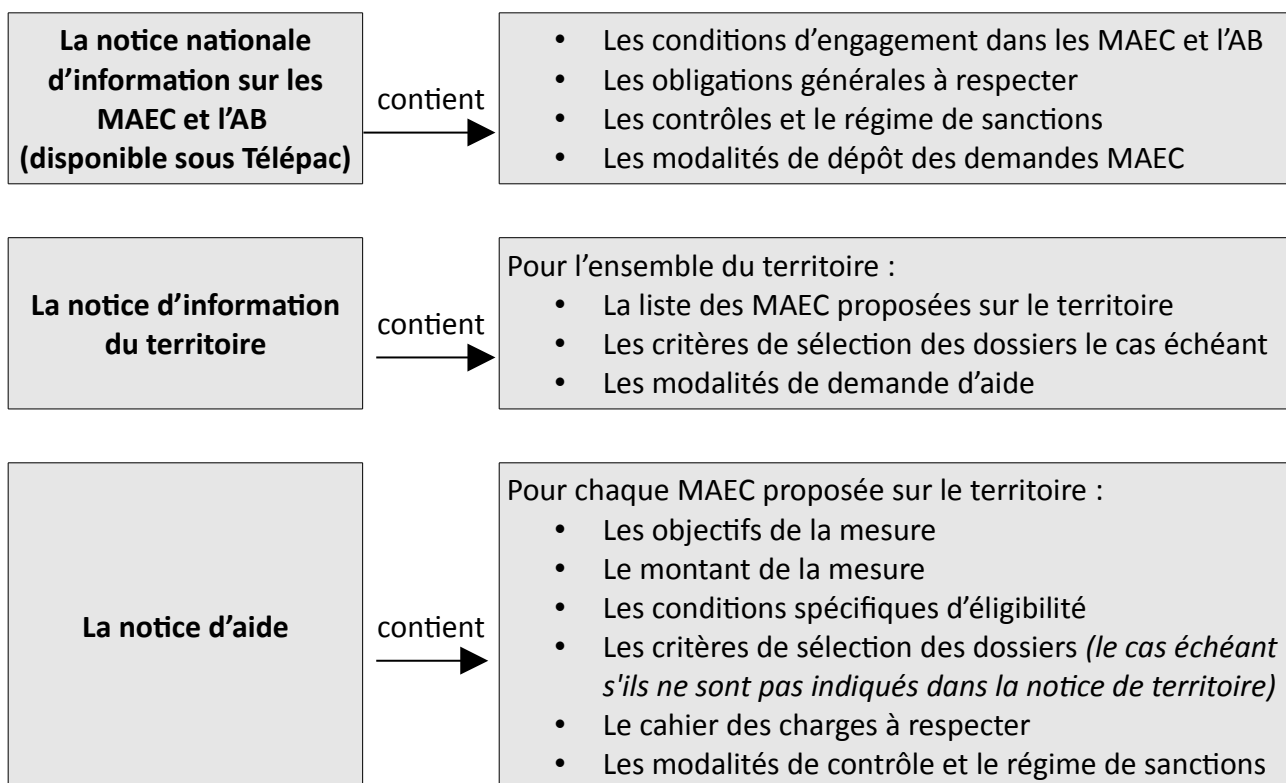 La notice nationale
d’information sur les
MAEC et l’AB
(disponible sous Télépac)
contient
• Les conditions d’engagement dans les MAEC et l’AB
• Les obligations générales à respecter
• Les contrôles et le régime de sanctions
• Les modalités de dépôt des demandes MAEC
La notice d’information
du territoire
contient
Pour l’ensemble du territoire :
• La liste des MAEC proposées sur le territoire
• Les critères de sélection des dossiers le cas échéant
• Les modalités de demande d’aide
La notice d’aide
contient
Pour chaque MAEC proposée sur le territoire :
• Les objectifs de la mesure
• Le montant de la mesure
• Les conditions spécifiques d’éligibilité
• Les critères de sélection des dossiers (le cas échéant
s'ils ne sont pas indiqués dans la notice de territoire)
• Le cahier des charges à respecter
• Les modalités de contrôle et le régime de sanctions